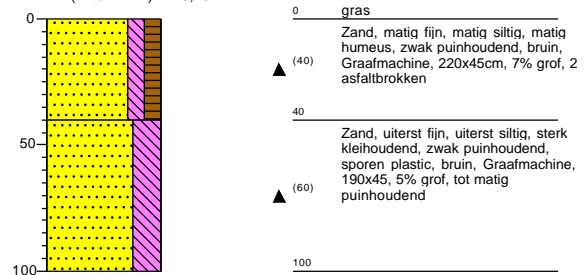 0
50
100
0 gras
Zand, matig fijn, matig siltig, matig
humeus, zwak puinhoudend, bruin,
(40) Graafmachine, 220x45cm, 7% grof, 2
asfaltbrokken
40
Zand, uiterst fijn, uiterst siltig, sterk
kleihoudend, zwak puinhoudend,
sporen plastic, bruin, Graafmachine,
(60) 190x45, 5% grof, tot matig
puinhoudend
100